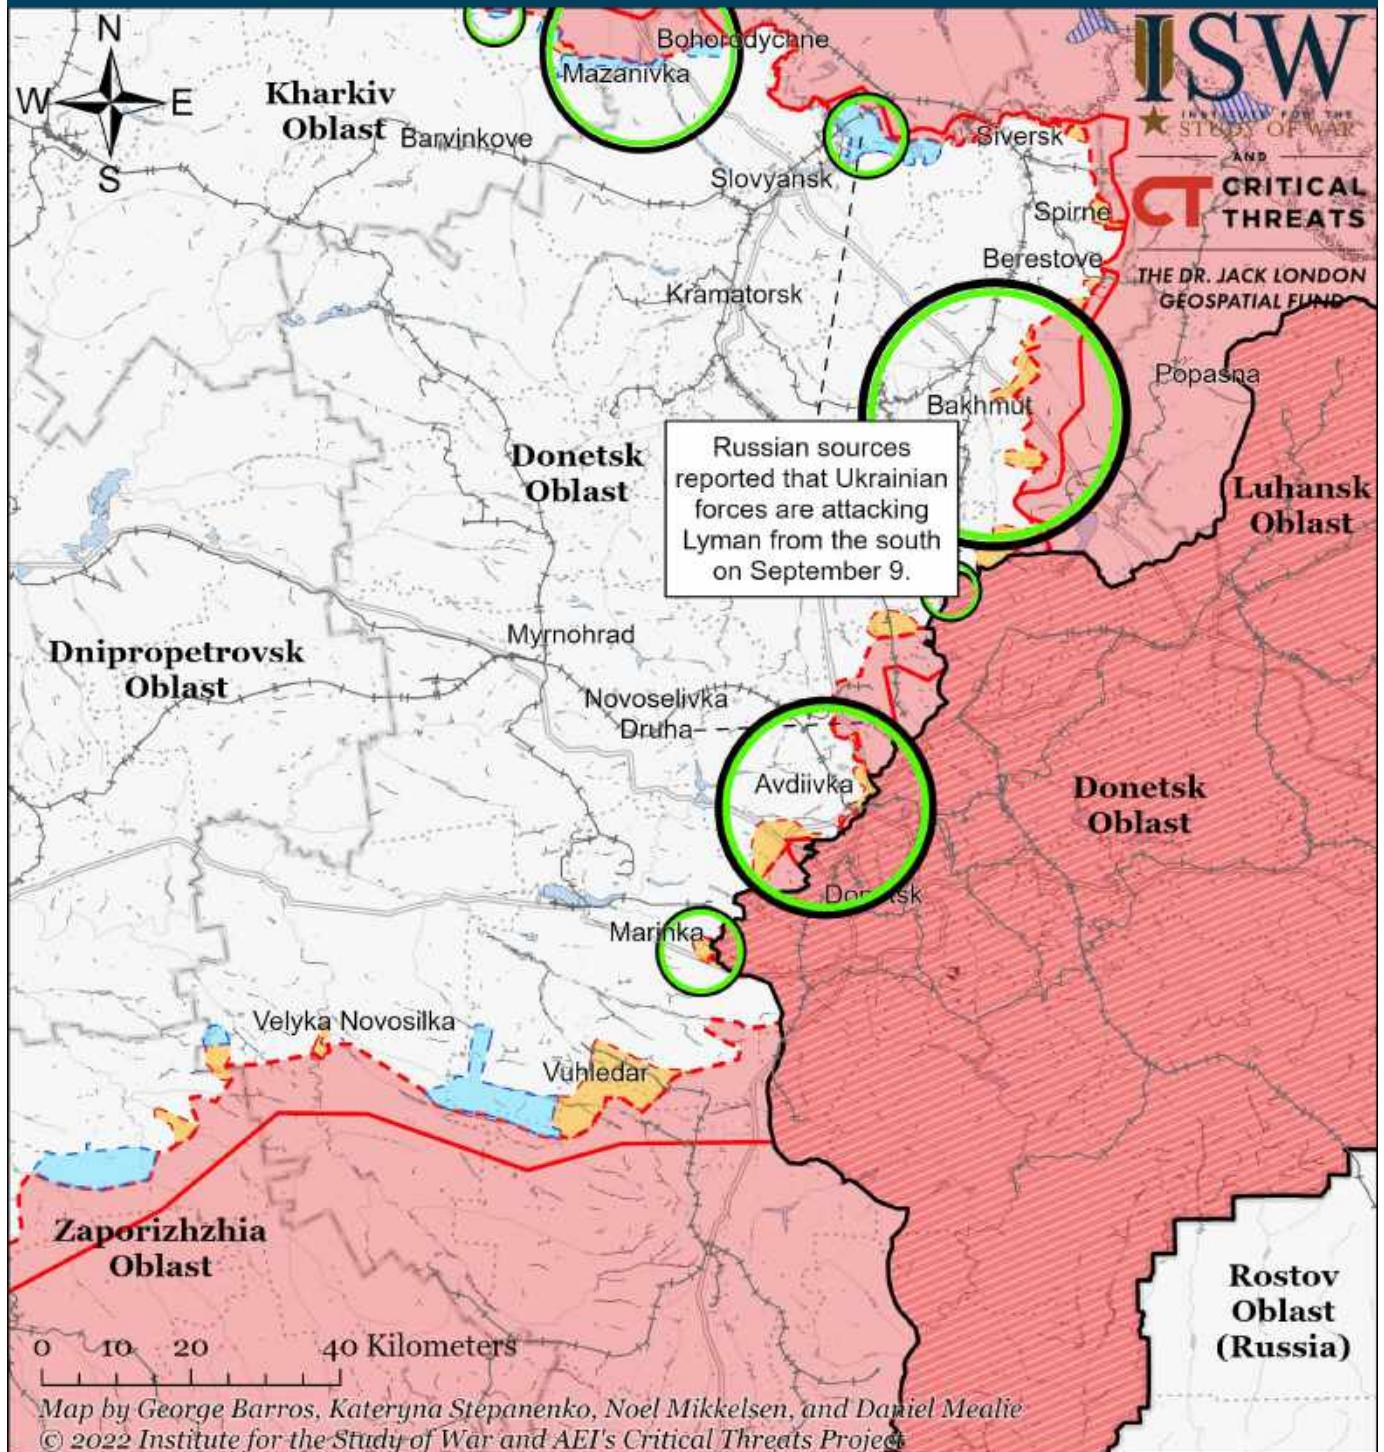 N
W
E
S
Bohorodychne
Mazanivka
Kharkiv
Oblast
Barvinkove
Siversk
Slovyansk
Spirne
Berestove
Kramatorsk
ISW
INSTITUTE FOR THE
STUDY OF WAR
AND
CT CRITICAL
THREATS
THE DR. JACK LONDON
GEOSPATIAL FUND
Popasna
Bakhmut
Donetsk
Oblast
Russian sources
reported that Ukrainian
forces are attacking
Lyman from the south
on September 9.
Luhansk
Oblast
Dnipropetrovsk
Oblast
Myrnohrad
Novoselivka
Druha
Avdiivka
Donetsk
Oblast
Donetsk
Marinka
Velyka Novosilka
Vuhledar
Zaporizhzhia
Oblast
Rostov
Oblast
(Russia)
0 10 20 40 Kilometers
Map by George Barros, Kateryna Stepanenko, Noel Mikkelsen, and Daniel Mealie
© 2022 Institute for the Study of War and AEI's Critical Threats Project